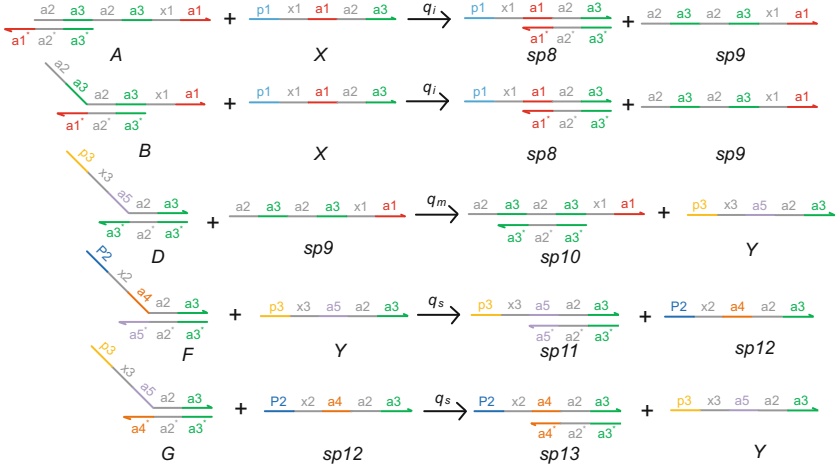 a2 a3 a2 a3 x1 a1 + p1 x1 a1 a2 a3 q_i p1 x1 a1 a2 a3 + a2 a3 a2 a3 x1 a1
a1* a2* a3* a1* a2* a3*
A X sp8 sp9
a2 a3 a2 a3 x1 a1 + p1 x1 a1 a2 a3 q_i p1 x1 a1 a2 a3 + a2 a3 a2 a3 x1 a1
a1* a2* a3* a1* a2* a3*
B X sp8 sp9
p3 x3 a5 a2 a3 + a2 a3 a2 a3 x1 a1 q_m a2 a3 a2 a3 x1 a1 + p3 x3 a5 a2 a3
a3* a2* a3* a3* a2* a3*
D sp9 sp10 Y
P2 x2 a4 a2 a3 + p3 x3 a5 a2 a3 q_s p3 x3 a5 a2 a3 + P2 x2 a4 a2 a3
a5* a2* a3* a5* a2* a3*
F Y sp11 sp12
p3 x3 a5 a2 a3 + P2 x2 a4 a2 a3 q_s P2 x2 a4 a2 a3 + p3 x3 a5 a2 a3
a4* a2* a3* a4* a2* a3*
G sp12 sp13 Y